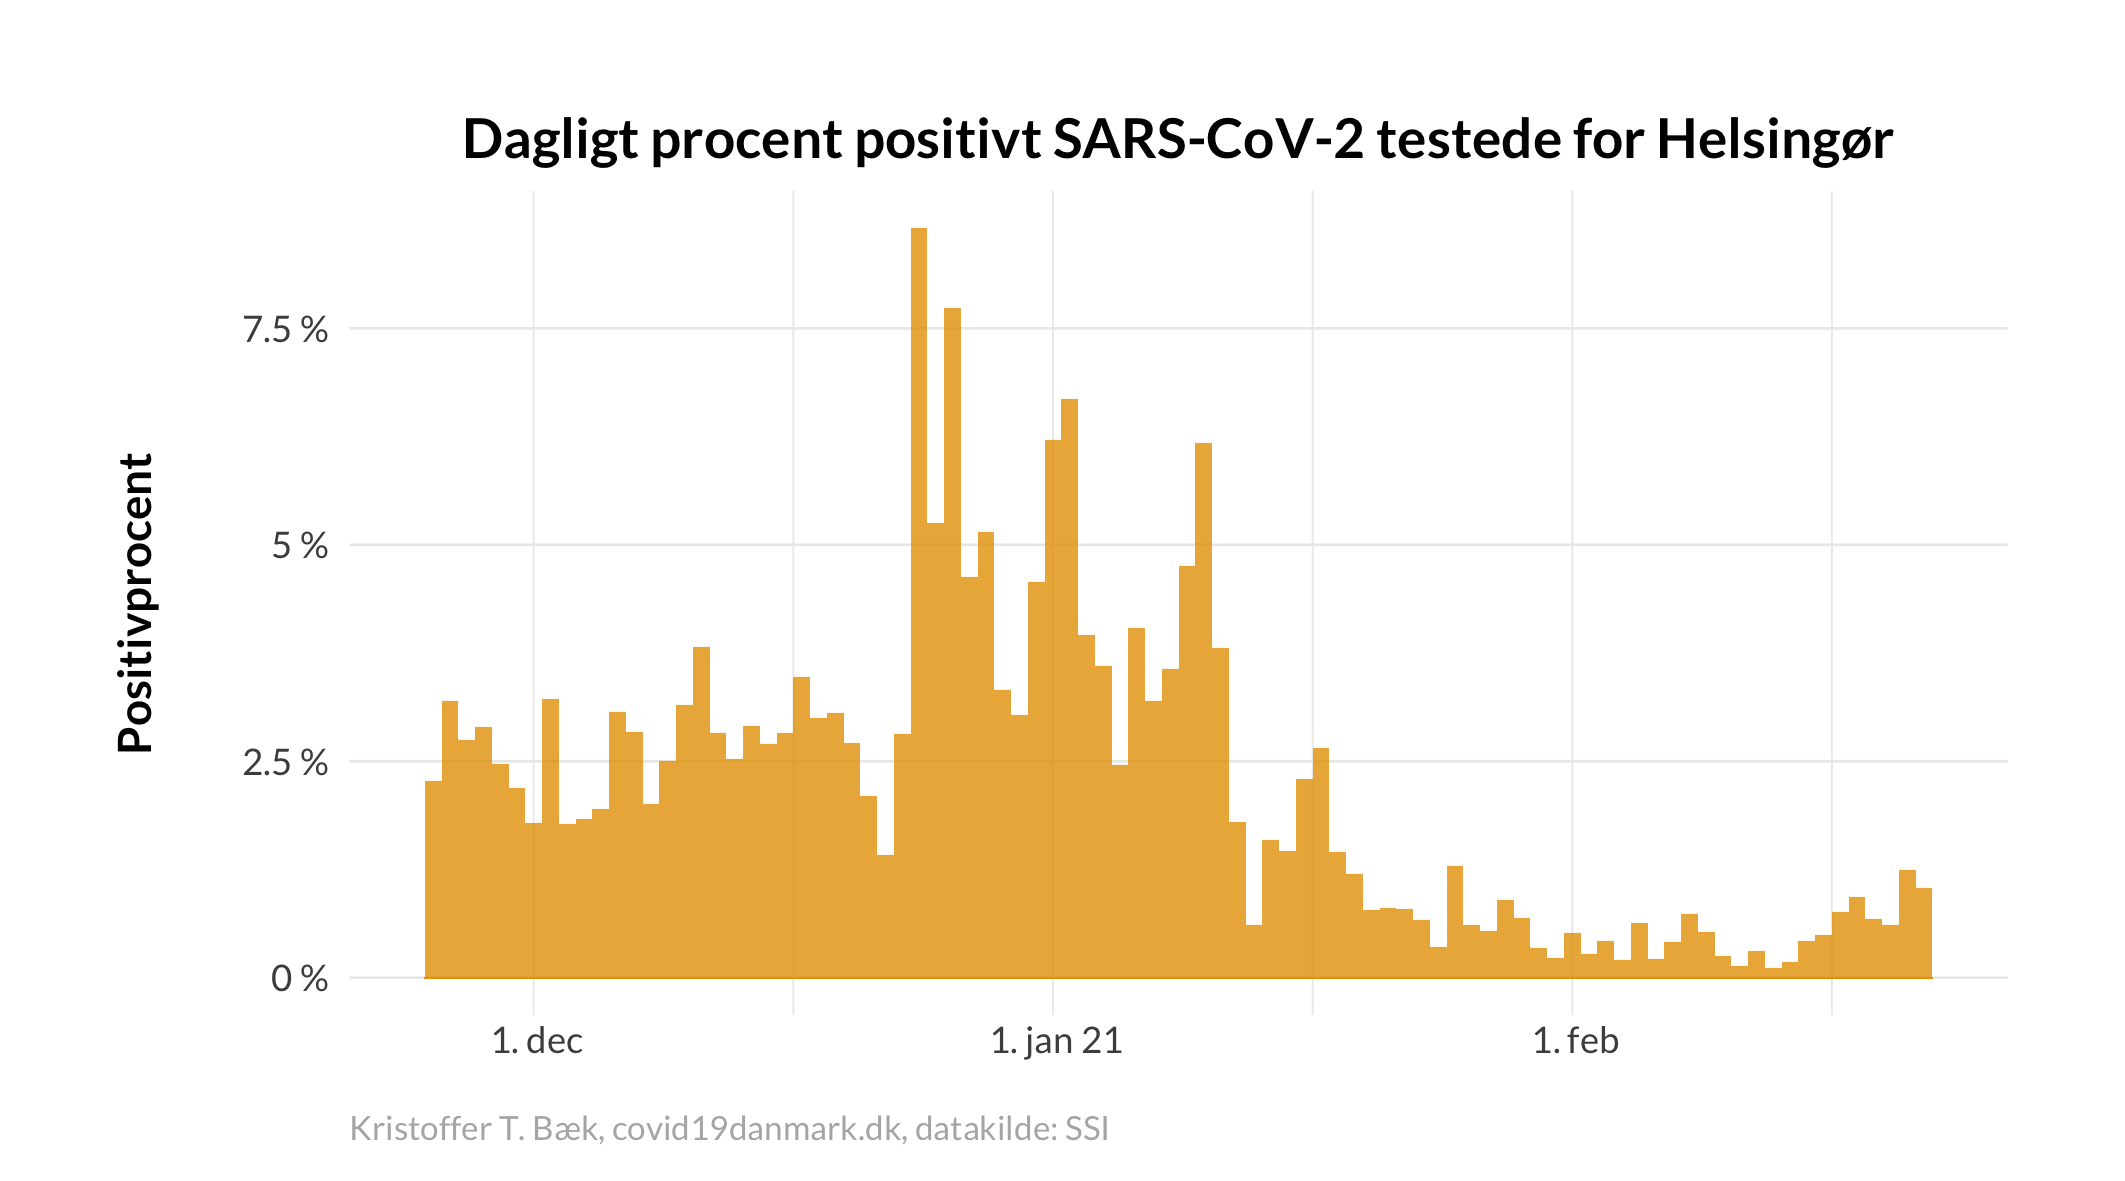 Dagligt procent positivt SARS-CoV-2 testede for Helsingør
Positivprocent
7.5 %
5 %
2.5 %
0 %
1. dec
1. jan 21
1. feb
Kristoffer T. Bæk, covid19danmark.dk, datakilde: SSI